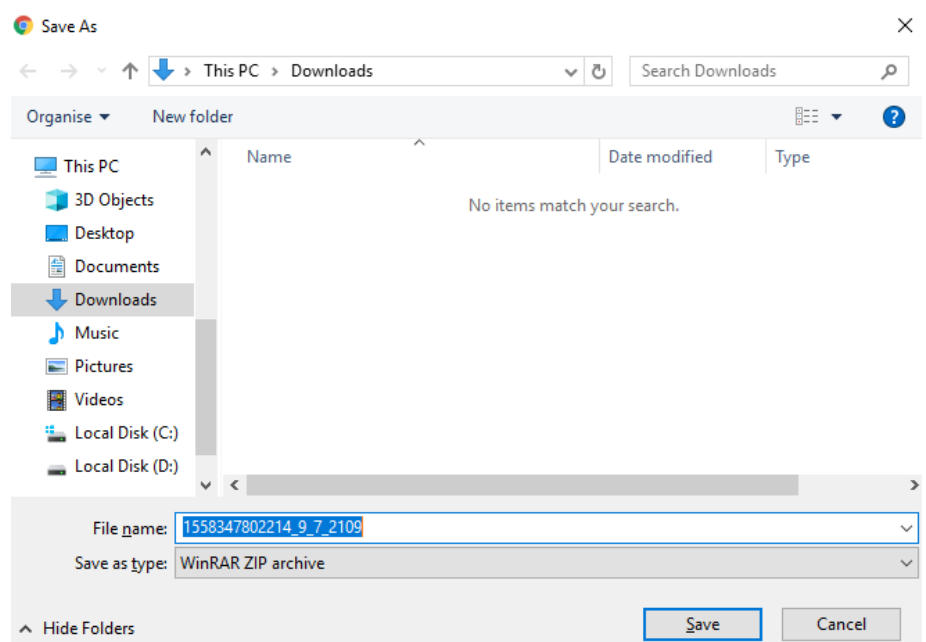 Save As
This PC > Downloads
Search Downloads
Organise
New folder
?
Name
Date modified
Type
No items match your search.
This PC
3D Objects
Desktop
Documents
Downloads
Music
Pictures
Videos
Local Disk (C:)
Local Disk (D:)
File name: 1558347802214_9_7_2109
Save as type: WinRAR ZIP archive
Hide Folders
Save
Cancel